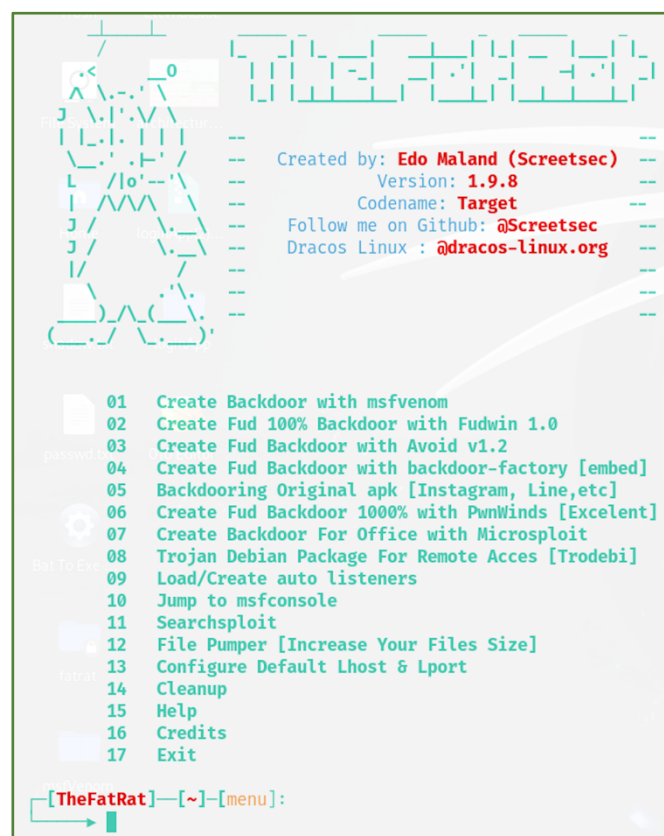 TheFatRat
Created by: Edo Maland (Screetsec)
Version: 1.9.8
Codename: Target
Follow me on Github: @Screetsec
Dracos Linux : @dracos-linux.org
01 Create Backdoor with msfvenom
02 Create Fud 100% Backdoor with Fudwin 1.0
03 Create Fud Backdoor with Avoid v1.2
04 Create Fud Backdoor with backdoor-factory [embed]
05 Backdooring Original apk [Instagram, Line,etc]
06 Create Fud Backdoor 1000% with PwnWinds [Excelent]
07 Create Backdoor For Office with Microsploit
08 Trojan Debian Package For Remote Acces [Trodebi]
09 Load/Create auto listeners
10 Jump to msfconsole
11 Searchsploit
12 File Pumper [Increase Your Files Size]
13 Configure Default Lhost & Lport
14 Cleanup
15 Help
16 Credits
17 Exit
passwd.t
Bat To Exe
fatrat
[TheFatRat]—[~]—[menu]: